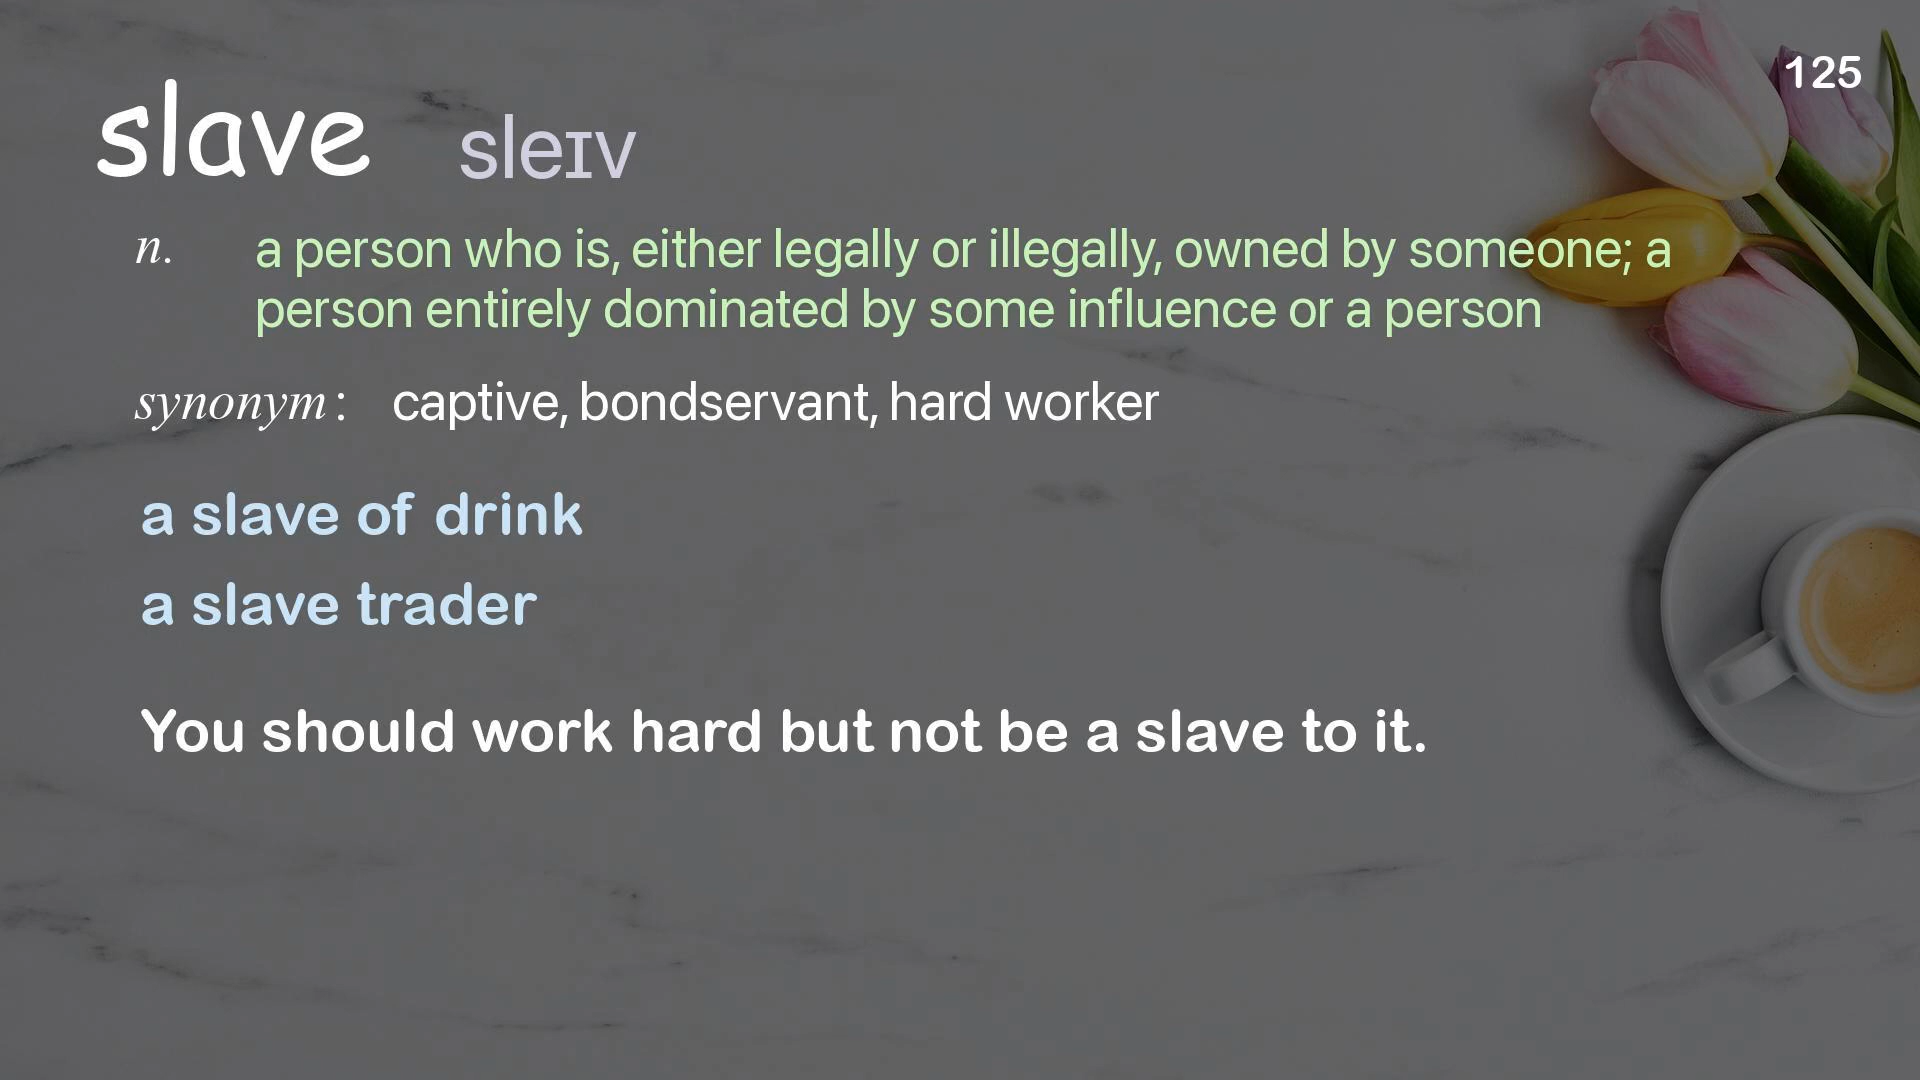 125
slave sleɪv
n. a person who is, either legally or illegally, owned by someone; a
person entirely dominated by some influence or a person
synonym: captive, bondservant, hard worker
a slave of drink
a slave trader
You should work hard but not be a slave to it.